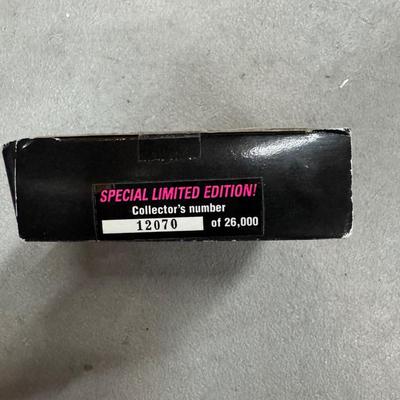 SPECIAL LIMITED EDITION!
Collector's number
12070 of 26,000